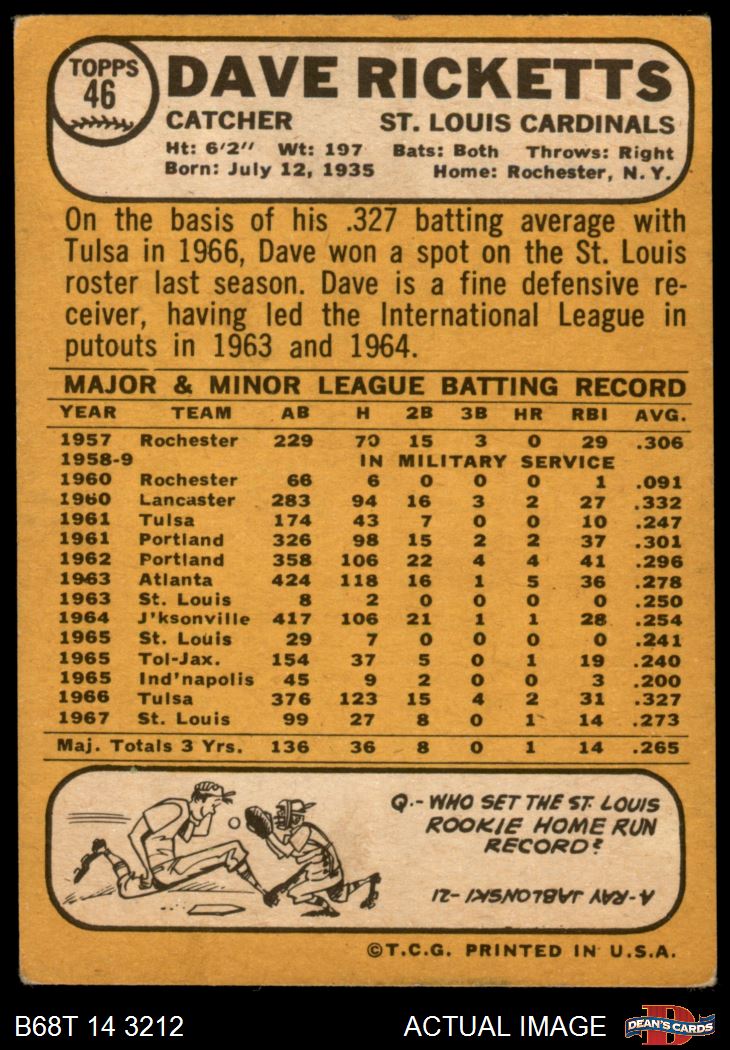 TOPPS
46
DAVE RICKETTS
CATCHER ST. LOUIS CARDINALS
Ht: 6'2" Wt: 197 Bats: Both Throws: Right
Born: July 12, 1935 Home: Rochester, N.Y.
On the basis of his .327 batting average with
Tulsa in 1966, Dave won a spot on the St. Louis
roster last season. Dave is a fine defensive re-
ceiver, having led the International League in
putouts in 1963 and 1964.
MAJOR & MINOR LEAGUE BATTING RECORD
YEAR TEAM AB H 2B 3B HR RBI AVG.
1957 Rochester 229 70 15 3 0 29 .306
1958-9 IN MILITARY SERVICE
1960 Rochester 66 6 0 0 0 1 .091
1960 Lancaster 283 94 16 3 2 27 .332
1961 Tulsa 174 43 7 0 0 10 .247
1961 Portland 326 98 15 2 2 37 .301
1962 Portland 358 106 22 4 4 41 .296
1963 Atlanta 424 118 16 1 5 36 .278
1963 St. Louis 8 2 0 0 0 0 .250
1964 J'ksonville 417 106 21 1 1 28 .254
1965 St. Louis 29 7 0 0 0 0 .241
1965 Tol-Jax. 154 37 5 0 1 19 .240
1965 Ind'napolis 45 9 2 0 0 3 .200
1966 Tulsa 376 123 15 4 2 31 .327
1967 St. Louis 99 27 8 0 1 14 .273
Maj. Totals 3 Yrs. 136 36 8 0 1 14 .265
Q.- WHO SET THE ST. LOUIS
ROOKIE HOME RUN
RECORD?
A-RAY JABLONSKI-21
©T.C.G. PRINTED IN U.S.A.
B68T 14 3212 ACTUAL IMAGE
D
DEAN'S CARDS